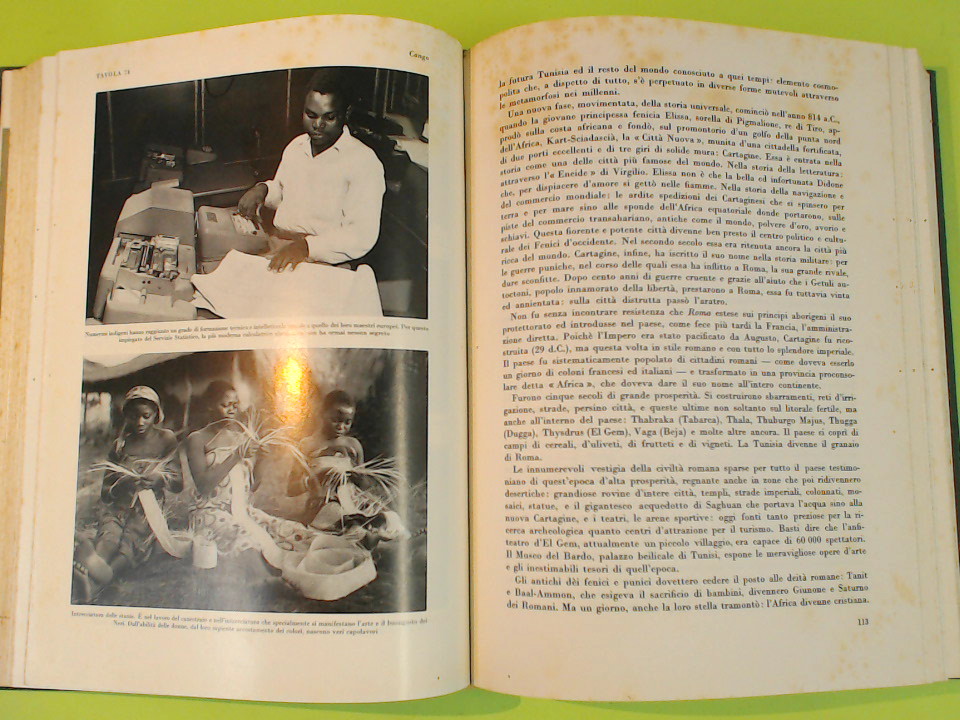 TAVOLA 71
Congo
Numerosi indigeni hanno raggiunto un grado di formazione tecnica e intellettuale a quello dei loro maestri europei. Per questo
impiegato del Servizio Statistico, la più moderna calcolatrice non ha ormai nessun segreto
Intrecciatrici delle stuoie. È nel lavoro del canestraio e nell'intrecciatura che specialmente si manifestano l'arte e il buongusto dei
Neri. Dall'abilità delle donne, dal loro sapiente assortimento dei colori, nascono veri capolavori
la futura Tunisia ed il resto del mondo conosciuto a quei tempi: elemento cosmo-
polita che, a dispetto di tutto, s'è perpetuato in diverse forme mutevoli attraverso
le metamorfosi nei millenni.
Una nuova fase, movimentata, della storia universale, cominciò nell'anno 814 a.C.,
quando la giovane principessa fenicia Elissa, sorella di Pigmalione, re di Tiro, ap-
prodò sulla costa africana e fondò, sul promontorio d'un golfo della punta nord
dell'Africa, Kart-Sciadascià, la « Città Nuova », munita d'una cittadella fortificata,
di due porti eccellenti e di tre giri di solide mura: Cartagine. Essa è entrata nella
storia come una delle città più famose del mondo. Nella storia della letteratura:
attraverso l'« Eneide » di Virgilio. Elissa non è che la bella ed infortunata Didone
che, per dispiacere d'amore si gettò nelle fiamme. Nella storia della navigazione e
del commercio mondiale: le ardite spedizioni dei Cartaginesi che si spinsero per
terra e per mare sino alle sponde dell'Africa equatoriale donde portarono, sulle
piste del commercio transahariano, antiche come il mondo, polvere d'oro, avorio e
schiavi. Questa fiorente e potente città divenne ben presto il centro politico e cultu-
rale dei Fenici d'occidente. Nel secondo secolo essa era ritenuta ancora la città più
ricca del mondo. Cartagine, infine, ha iscritto il suo nome nella storia militare: per
le guerre puniche, nel corso delle quali essa ha inflitto a Roma, la sua grande rivale,
dure sconfitte. Dopo cento anni di guerre cruente e grazie all'aiuto che i Getuli au-
toctoni, popolo innamorato della libertà, prestarono a Roma, essa fu tuttavia vinta
ed annientata: sulla città distrutta passò l'aratro.
Non fu senza incontrare resistenza che Roma estese sui principi aborigeni il suo
protettorato ed introdusse nel paese, come fece più tardi la Francia, l'amministra-
zione diretta. Poichè l'Impero era stato pacificato da Augusto, Cartagine fu rico-
struita (29 d.C.), ma questa volta in stile romano e con tutto lo splendore imperiale.
Il paese fu sistematicamente popolato di cittadini romani — come doveva esserlo
un giorno di coloni francesi ed italiani — e trasformato in una provincia proconso-
lare detta « Africa », che doveva dare il suo nome all'intero continente.
Furono cinque secoli di grande prosperità. Si costruirono sbarramenti, reti d'irri-
gazione, strade, persino città, e queste ultime non soltanto sul litorale fertile, ma
anche all'interno del paese: Thabraka (Tabarca), Thala, Thuburgo Majus, Thugga
(Dugga), Thysdrus (El Gem), Vaga (Beja) e molte altre ancora. Il paese si coprì di
campi di cereali, d'uliveti, di frutteti e di vigneti. La Tunisia divenne il granaio
di Roma.
Le innumerevoli vestigia della civiltà romana sparse per tutto il paese testimo-
niano di quest'epoca d'alta prosperità, regnante anche in zone che poi ridivennero
desertiche: grandiose rovine d'intere città, templi, strade imperiali, colonnati, mo-
saici, statue, e il gigantesco acquedotto di Saghuan che portava l'acqua sino alla
nuova Cartagine, e i teatri, le arene sportive: oggi fonti tanto preziose per la ri-
cerca archeologica quanto centri d'attrazione per il turismo. Basti dire che l'anfi-
teatro d'El Gem, attualmente un piccolo villaggio, era capace di 60 000 spettatori.
Il Museo del Bardo, palazzo beilicale di Tunisi, espone le meravigliose opere d'arte
e gli inestimabili tesori di quell'epoca.
Gli antichi dèi fenici e punici dovettero cedere il posto alle deità romane: Tanit
e Baal-Ammon, che esigeva il sacrificio di bambini, divennero Giunone e Saturno
dei Romani. Ma un giorno, anche la loro stella tramontò: l'Africa divenne cristiana.
113